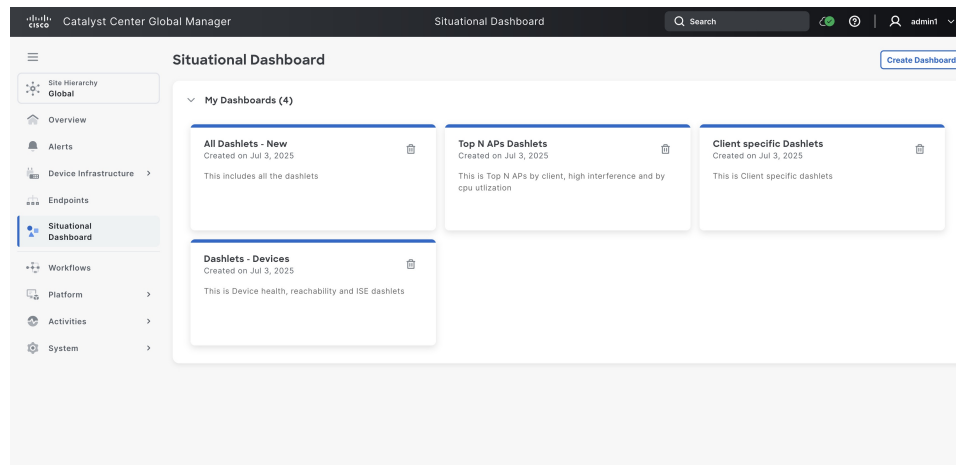 cisco Catalyst Center Global Manager
Situational Dashboard
Search
admin1
Site Hierarchy
Global
Overview
Alerts
Device Infrastructure
Endpoints
Situational
Dashboard
Workflows
Platform
Activities
System
Situational Dashboard
Create Dashboard
My Dashboards (4)
All Dashlets - New
Created on Jul 3, 2025
This includes all the dashlets
Top N APs Dashlets
Created on Jul 3, 2025
This is Top N APs by client, high interference and by
cpu utlization
Client specific Dashlets
Created on Jul 3, 2025
This is Client specific dashlets
Dashlets - Devices
Created on Jul 3, 2025
This is Device health, reachability and ISE dashlets